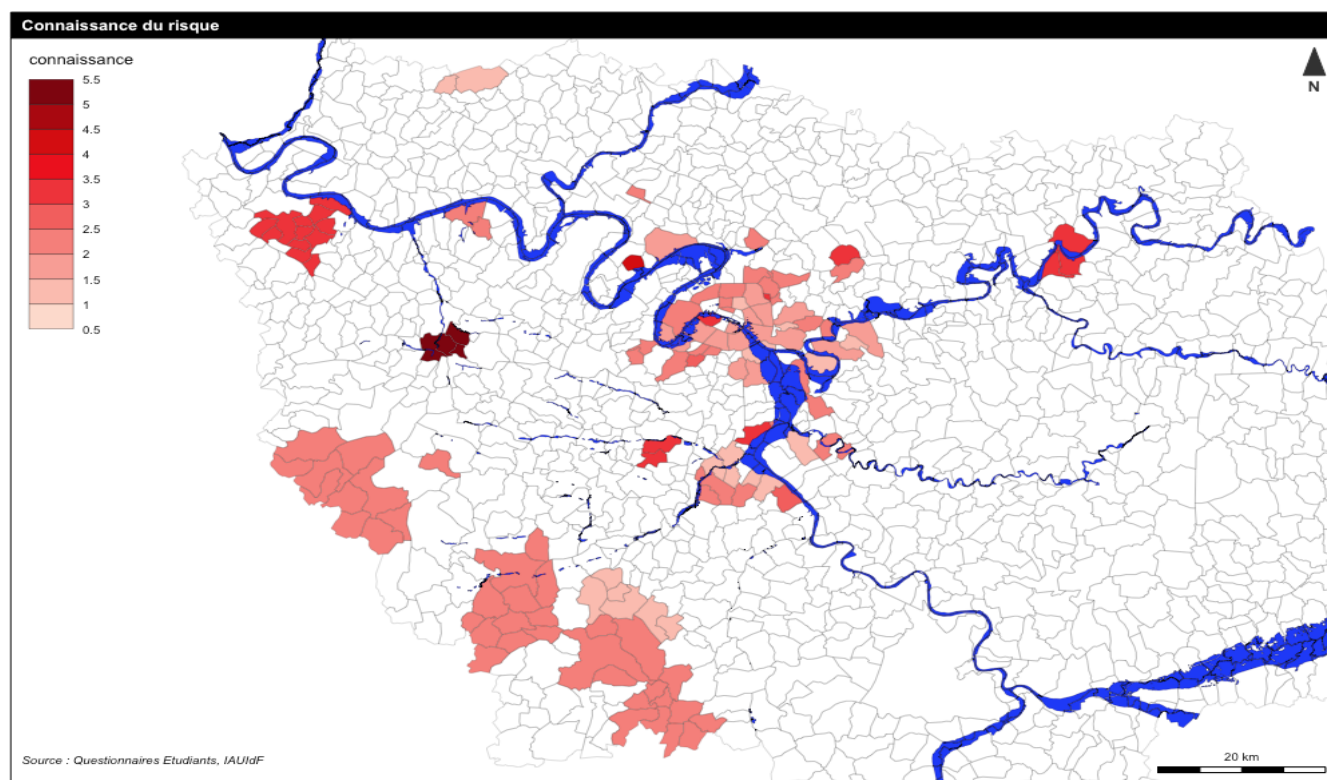 Connaissance du risque
connaissance
5.5
5
4.5
4
3.5
3
2.5
2
1.5
1
0.5
N
Source : Questionnaires Etudiants, IAUIdF
20 km